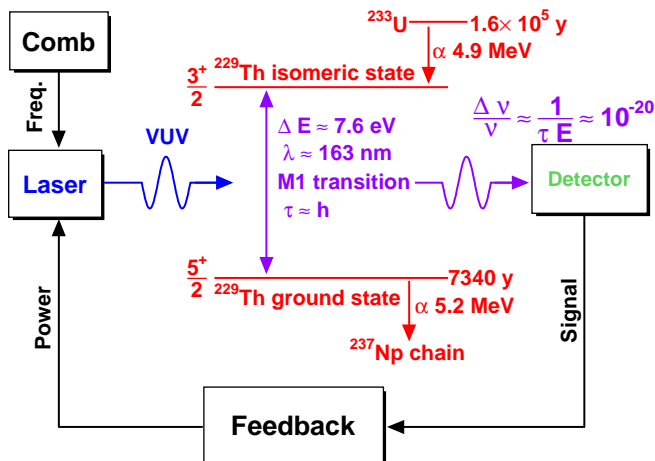 Comb
²³³U
1.6× 10⁵ y
α 4.9 MeV
3⁺/2
²²⁹Th isomeric state
Freq.
Δ E ≈ 7.6 eV
λ ≈ 163 nm
M1 transition
τ ≈ h
Δ ν/ν ≈ 1/τ E ≈ 10⁻²⁰
VUV
Laser
Detector
5⁺/2
7340 y
²²⁹Th ground state
α 5.2 MeV
²³⁷Np chain
Power
Signal
Feedback